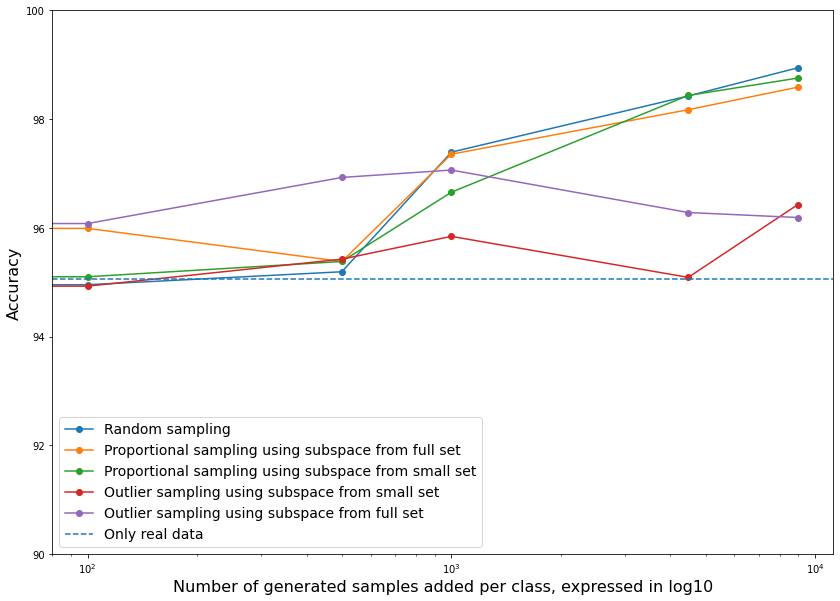 100
98
96
94
92
90
Accuracy
Random sampling
Proportional sampling using subspace from full set
Proportional sampling using subspace from small set
Outlier sampling using subspace from small set
Outlier sampling using subspace from full set
Only real data
10² 10³ 10⁴
Number of generated samples added per class, expressed in log10